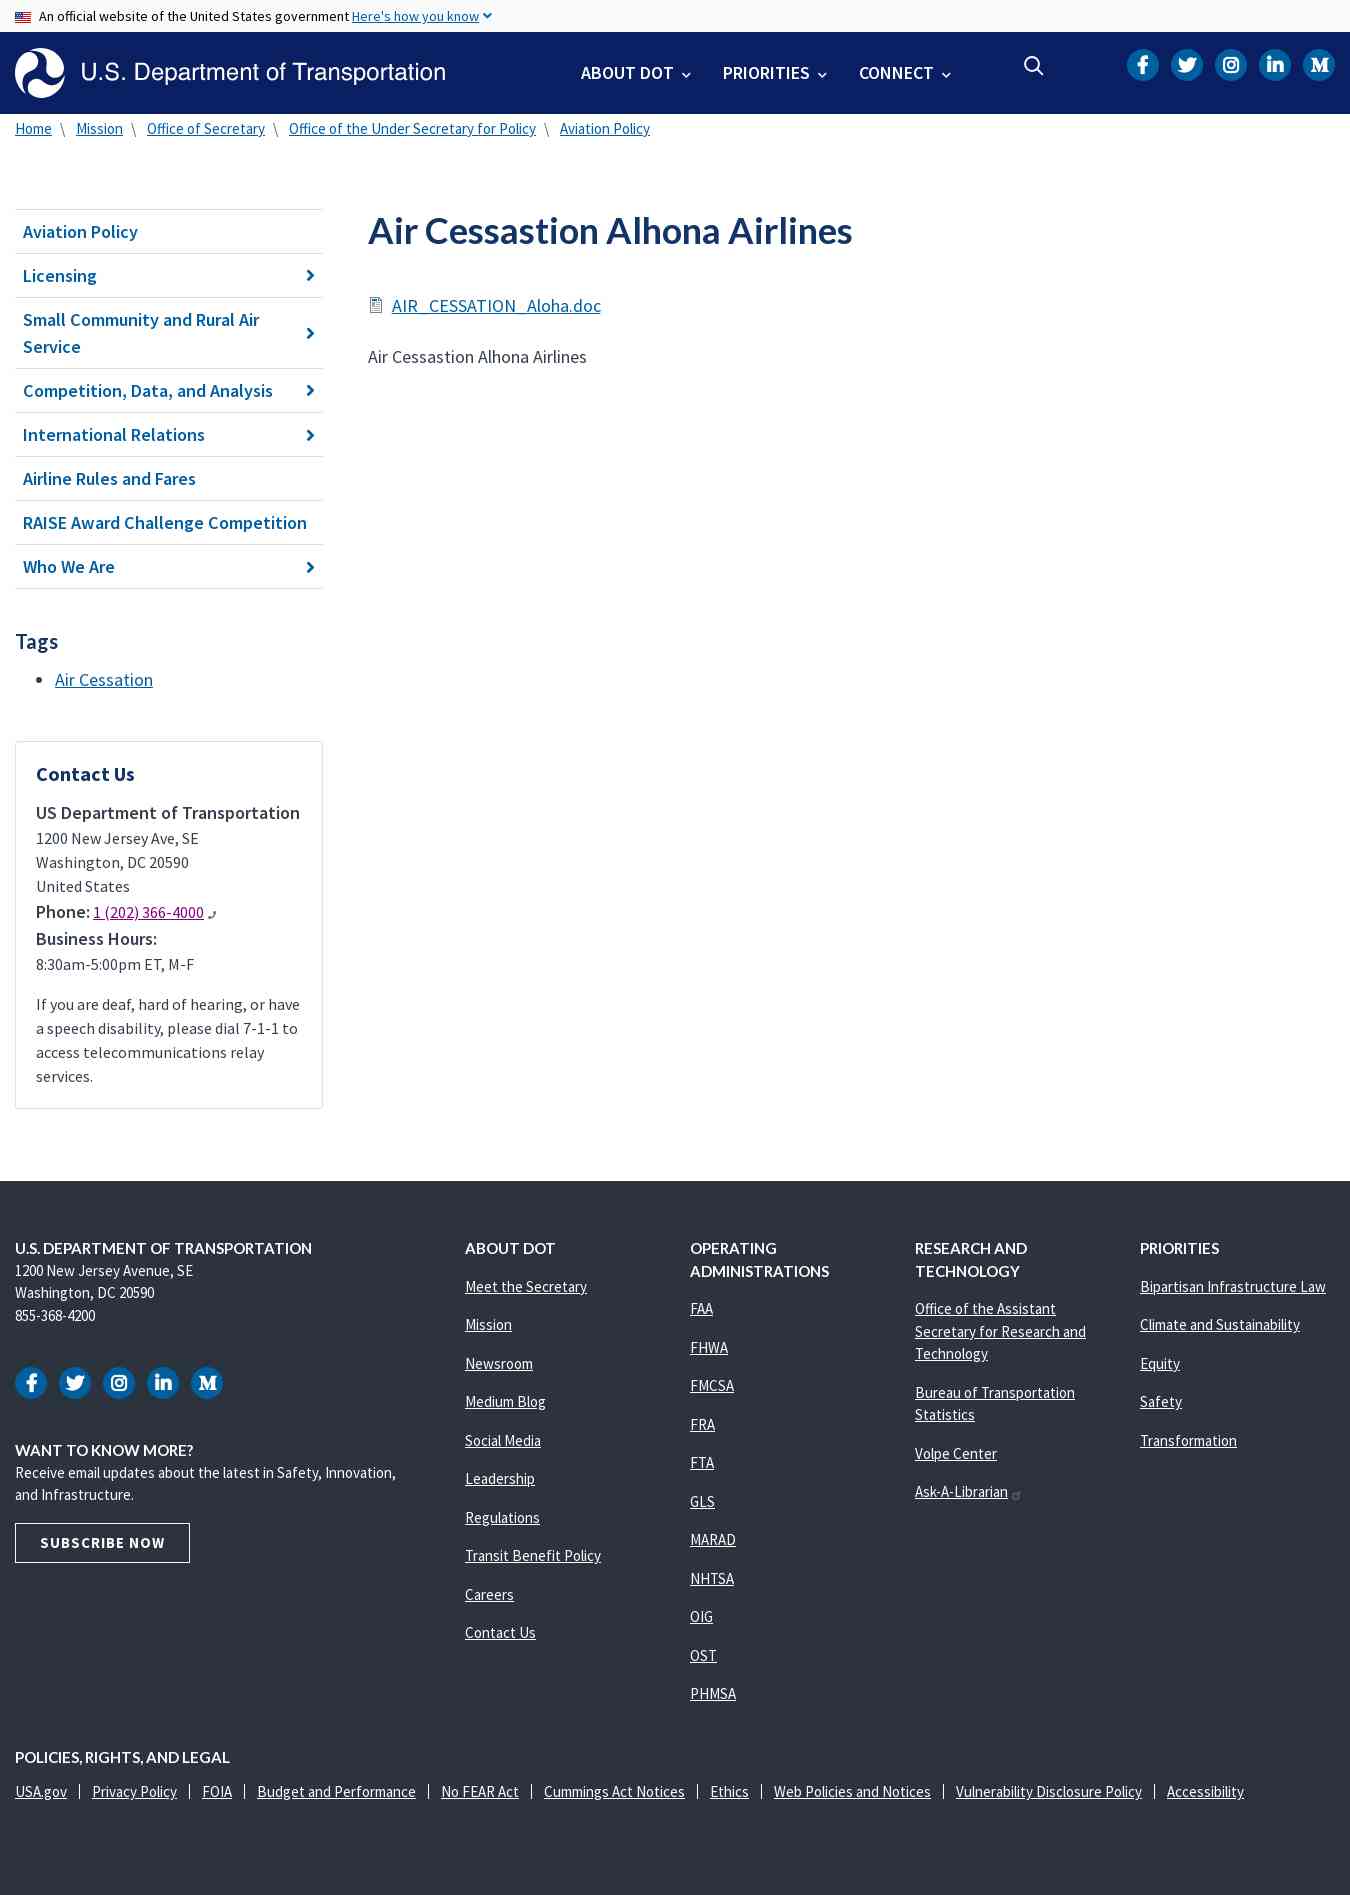 An official website of the United States government Here's how you know
U.S. Department of Transportation
ABOUT DOT PRIORITIES CONNECT
Home \ Mission \ Office of Secretary \ Office of the Under Secretary for Policy \ Aviation Policy
Aviation Policy
Licensing
Small Community and Rural Air
Service
Competition, Data, and Analysis
International Relations
Airline Rules and Fares
RAISE Award Challenge Competition
Who We Are
Air Cessastion Alhona Airlines
AIR_CESSATION_Aloha.doc
Air Cessastion Alhona Airlines
Tags
Air Cessation
Contact Us
US Department of Transportation
1200 New Jersey Ave, SE
Washington, DC 20590
United States
Phone: 1 (202) 366-4000
Business Hours:
8:30am-5:00pm ET, M-F
If you are deaf, hard of hearing, or have
a speech disability, please dial 7-1-1 to
access telecommunications relay
services.
U.S. DEPARTMENT OF TRANSPORTATION
1200 New Jersey Avenue, SE
Washington, DC 20590
855-368-4200
WANT TO KNOW MORE?
Receive email updates about the latest in Safety, Innovation,
and Infrastructure.
SUBSCRIBE NOW
ABOUT DOT
Meet the Secretary
Mission
Newsroom
Medium Blog
Social Media
Leadership
Regulations
Transit Benefit Policy
Careers
Contact Us
OPERATING
ADMINISTRATIONS
FAA
FHWA
FMCSA
FRA
FTA
GLS
MARAD
NHTSA
OIG
OST
PHMSA
RESEARCH AND
TECHNOLOGY
Office of the Assistant
Secretary for Research and
Technology
Bureau of Transportation
Statistics
Volpe Center
Ask-A-Librarian
PRIORITIES
Bipartisan Infrastructure Law
Climate and Sustainability
Equity
Safety
Transformation
POLICIES, RIGHTS, AND LEGAL
USA.gov | Privacy Policy | FOIA | Budget and Performance | No FEAR Act | Cummings Act Notices | Ethics | Web Policies and Notices | Vulnerability Disclosure Policy | Accessibility